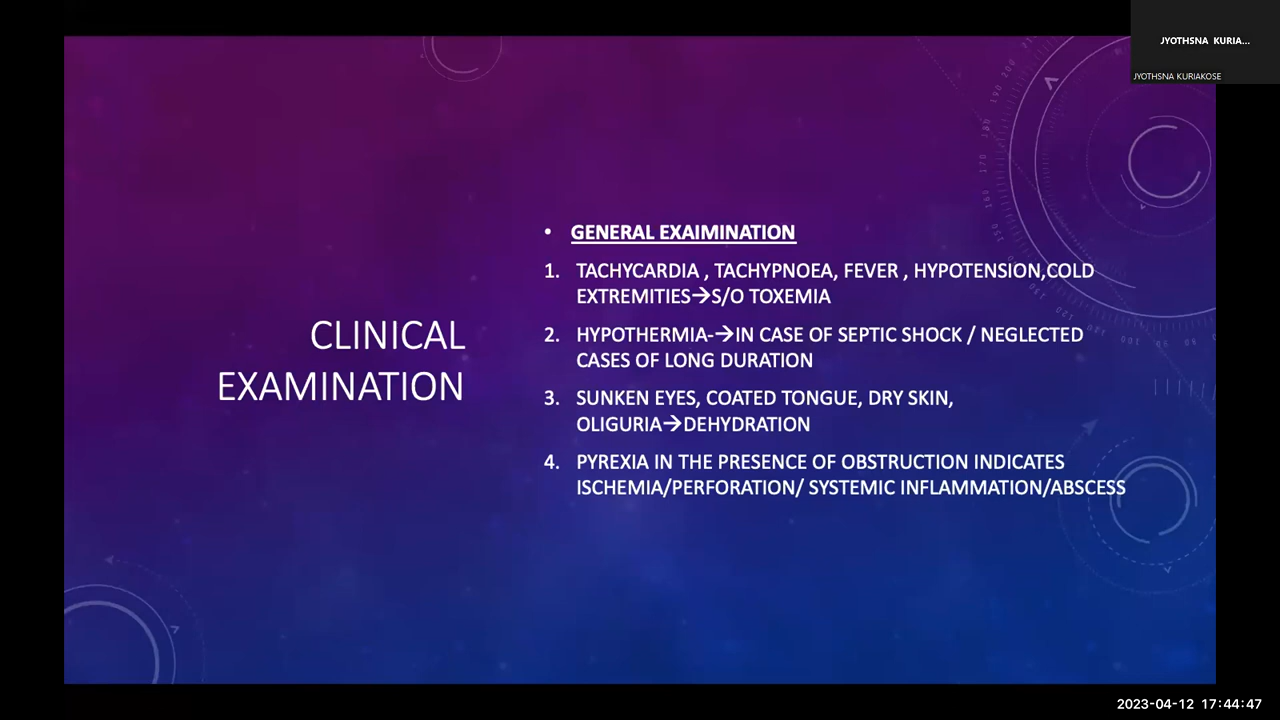 JYOTHSNA KURIA...
JYOTHSNA KURIAKOSE
CLINICAL
EXAMINATION
• GENERAL EXAIMINATION
1. TACHYCARDIA , TACHYPNOEA, FEVER , HYPOTENSION,COLD
EXTREMITIES→S/O TOXEMIA
2. HYPOTHERMIA-→IN CASE OF SEPTIC SHOCK / NEGLECTED
CASES OF LONG DURATION
3. SUNKEN EYES, COATED TONGUE, DRY SKIN,
OLIGURIA→DEHYDRATION
4. PYREXIA IN THE PRESENCE OF OBSTRUCTION INDICATES
ISCHEMIA/PERFORATION/ SYSTEMIC INFLAMMATION/ABSCESS
2023-04-12 17:44:47